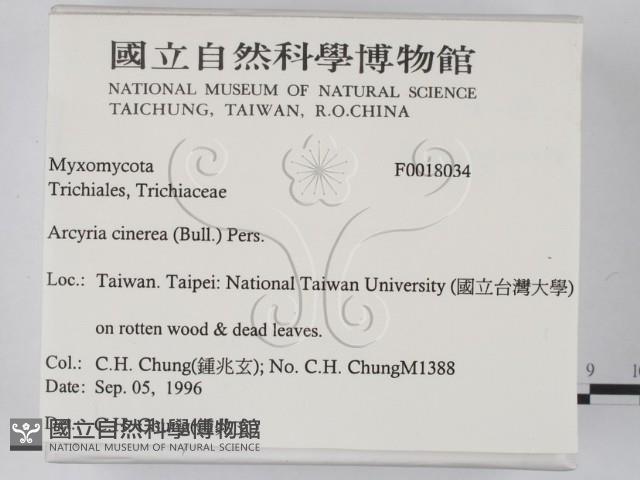 國立自然科學博物館
NATIONAL MUSEUM OF NATURAL SCIENCE
TAICHUNG, TAIWAN, R.O.CHINA
Myxomycota F0018034
Trichiales, Trichiaceae
Arcyria cinerea (Bull.) Pers.
Loc.: Taiwan. Taipei: National Taiwan University (國立台灣大學)
on rotten wood & dead leaves.
Col.: C.H. Chung(鍾兆玄); No. C.H. ChungM1388
Date: Sep. 05, 1996
9
國立自然科學博物館
NATIONAL MUSEUM OF NATURAL SCIENCE